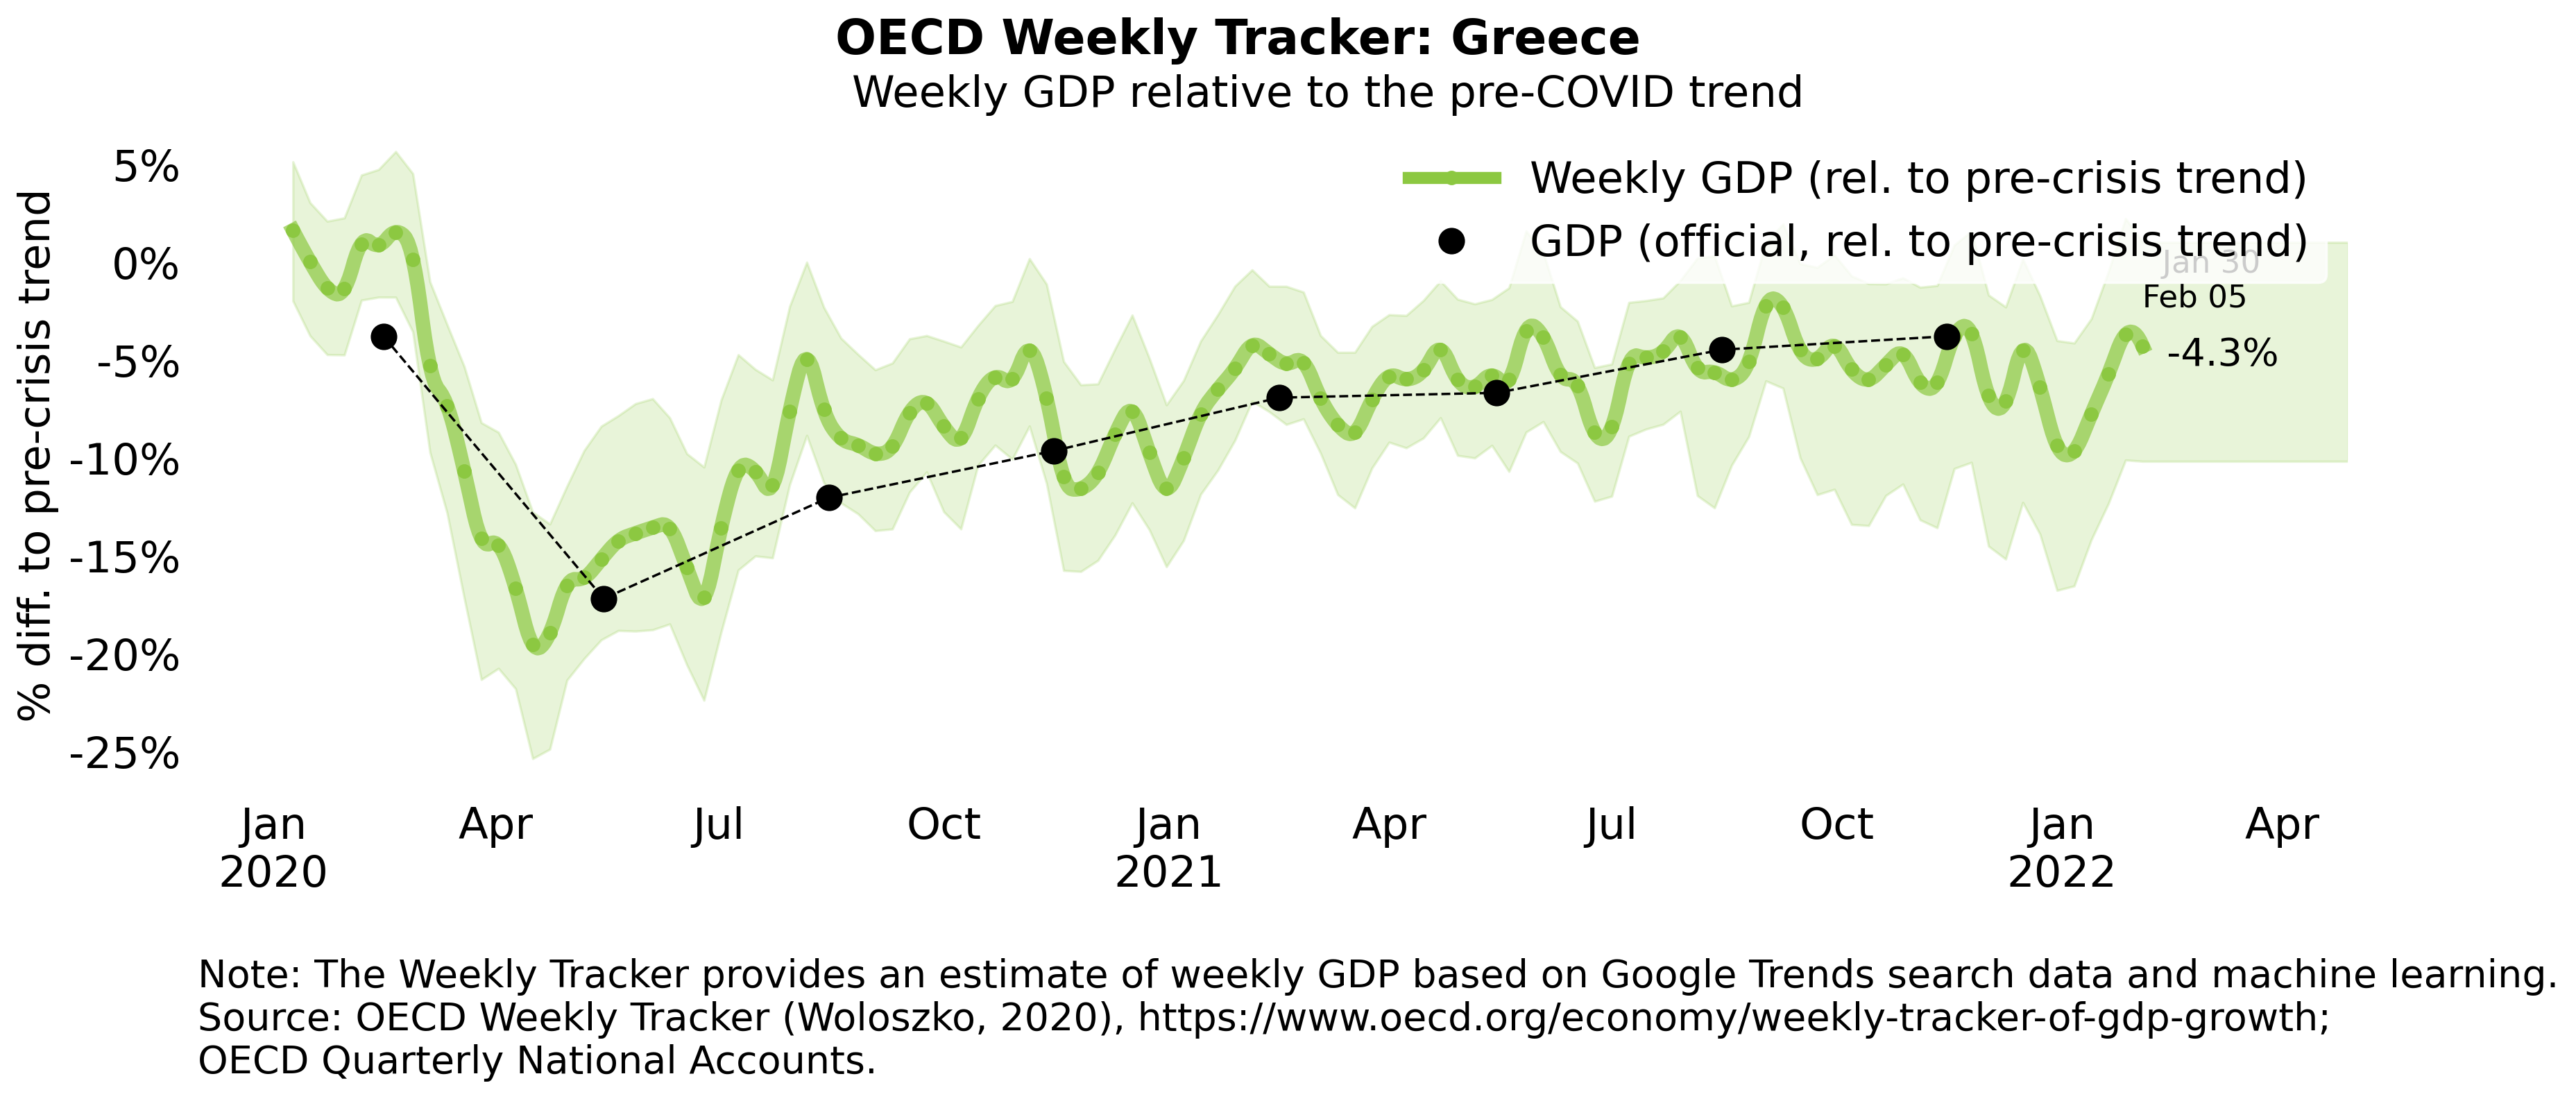 OECD Weekly Tracker: Greece
Weekly GDP relative to the pre-COVID trend
% diff. to pre-crisis trend
5%
0%
-5%
-10%
-15%
-20%
-25%
Weekly GDP (rel. to pre-crisis trend)
GDP (official, rel. to pre-crisis trend)
Jan 30
Feb 05
-4.3%
Jan Apr Jul Oct Jan Apr Jul Oct Jan Apr
2020 2021 2022
Note: The Weekly Tracker provides an estimate of weekly GDP based on Google Trends search data and machine learning.
Source: OECD Weekly Tracker (Woloszko, 2020), https://www.oecd.org/economy/weekly-tracker-of-gdp-growth;
OECD Quarterly National Accounts.